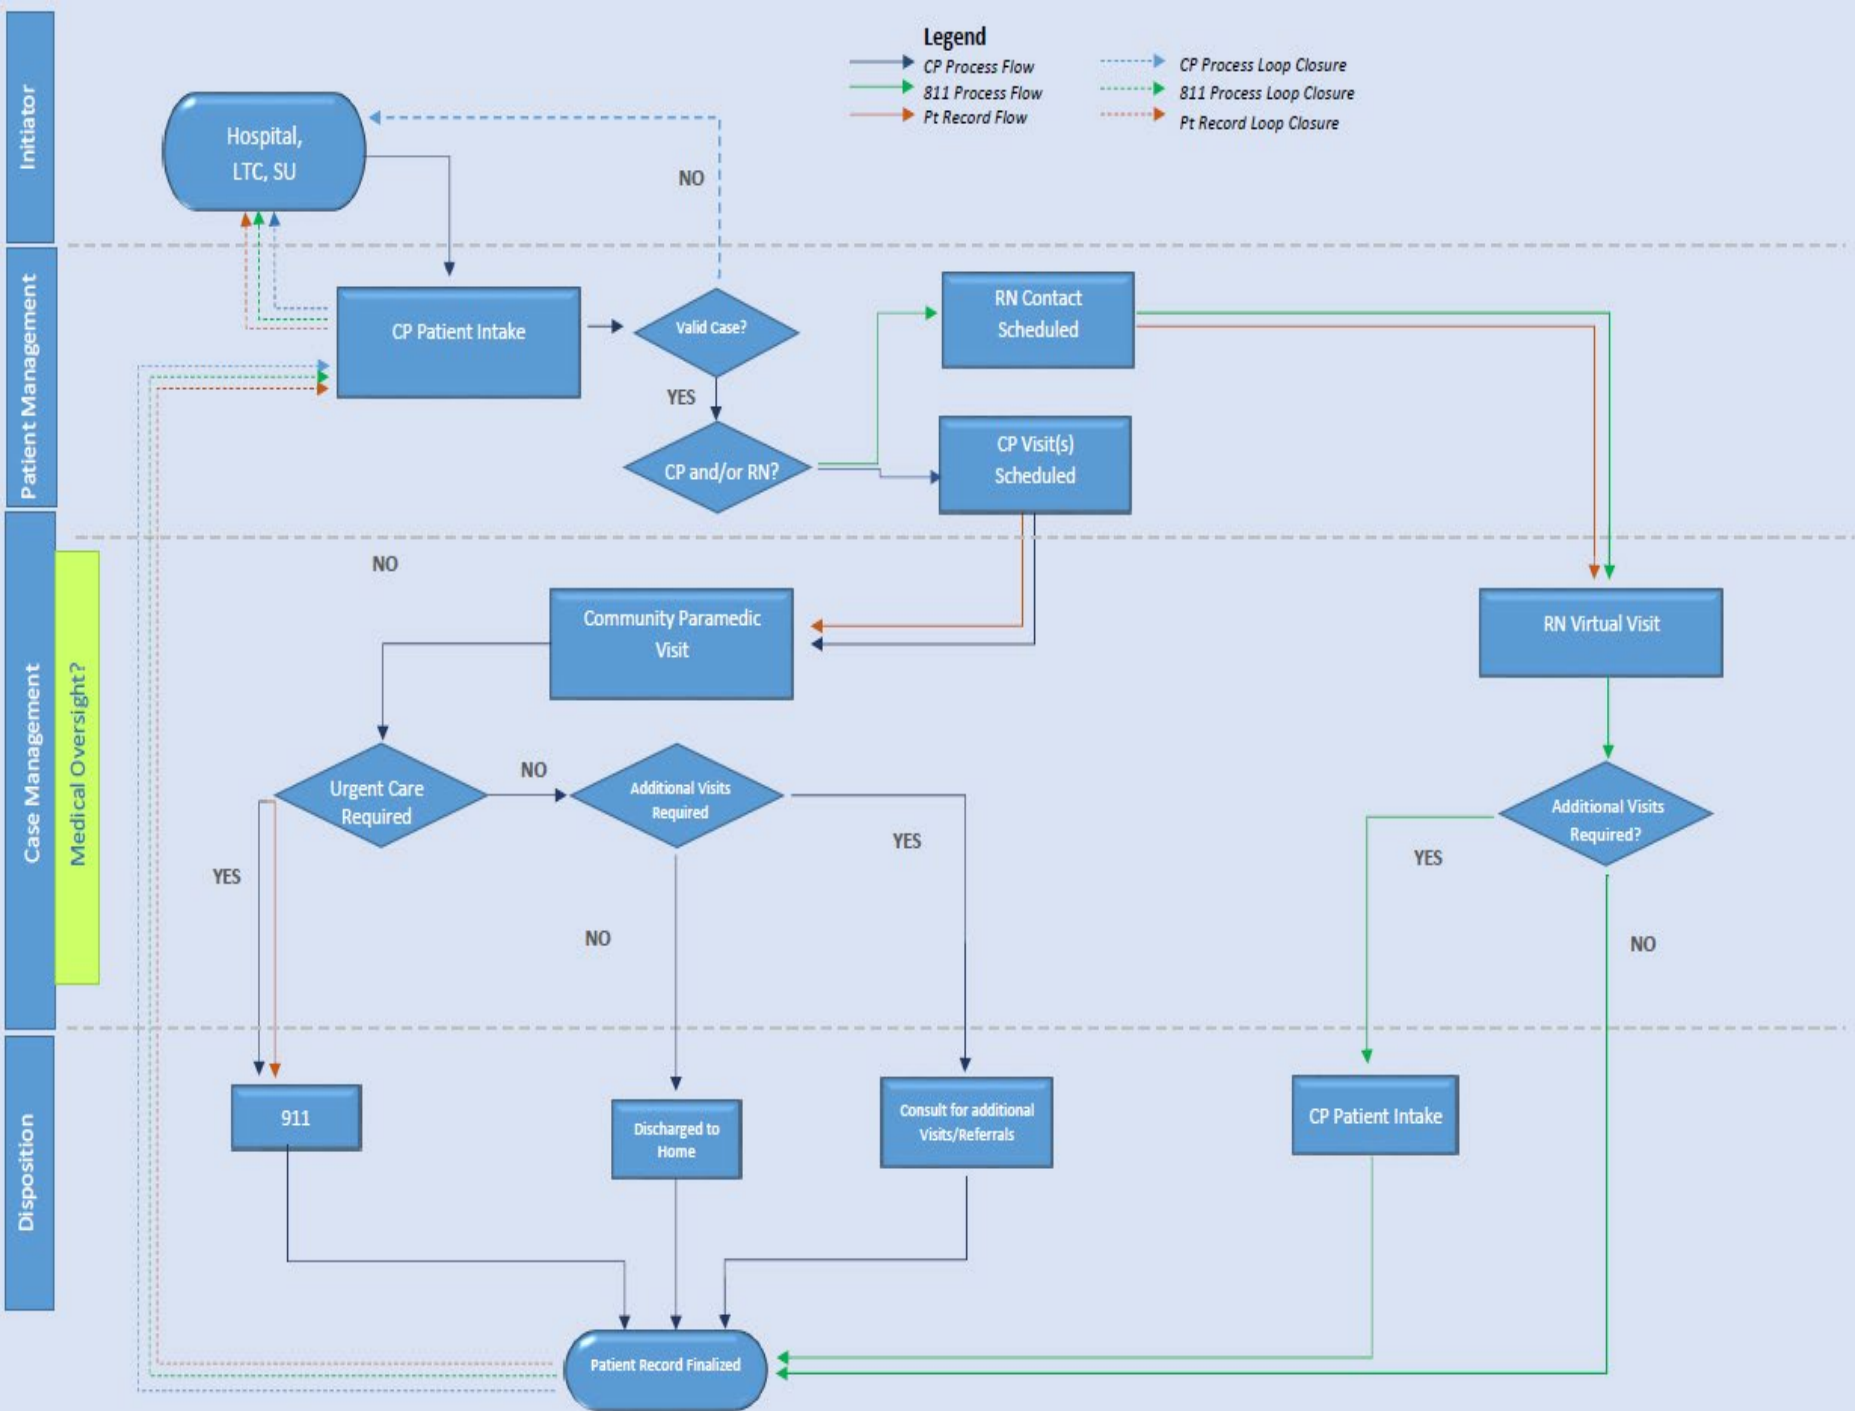 Legend
CP Process Flow
811 Process Flow
Pt Record Flow
CP Process Loop Closure
811 Process Loop Closure
Pt Record Loop Closure
Initiator
Hospital,
LTC, SU
NO
Patient Management
CP Patient Intake
Valid Case?
YES
CP and/or RN?
RN Contact
Scheduled
CP Visit(s)
Scheduled
Case Management
Medical Oversight?
NO
Community Paramedic
Visit
RN Virtual Visit
Urgent Care
Required
NO
Additional Visits
Required
YES
YES
NO
Additional Visits
Required?
YES
NO
Disposition
911
Discharged to
Home
Consult for additional
Visits/Referrals
CP Patient Intake
Patient Record Finalized